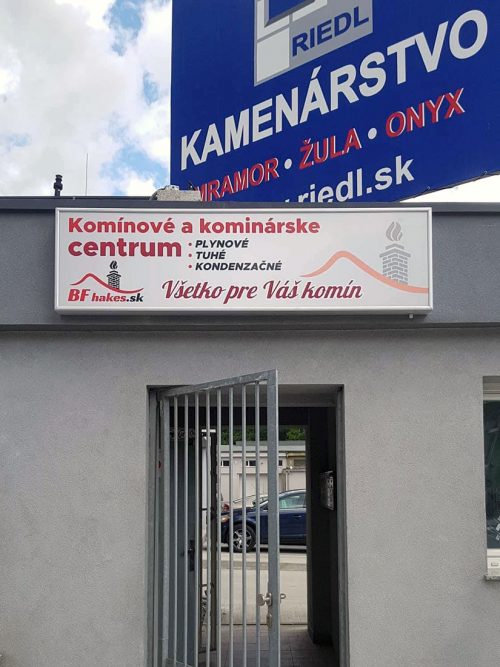 RIEDL
KAMENÁRSTVO
MRAMOR • ŽULA • ONYX
riedl.sk
Komínové a kominárske
centrum : PLYNOVÉ
: TUHÉ
• KONDENZAČNÉ
BF hakes.sk
Všetko pre Váš komín